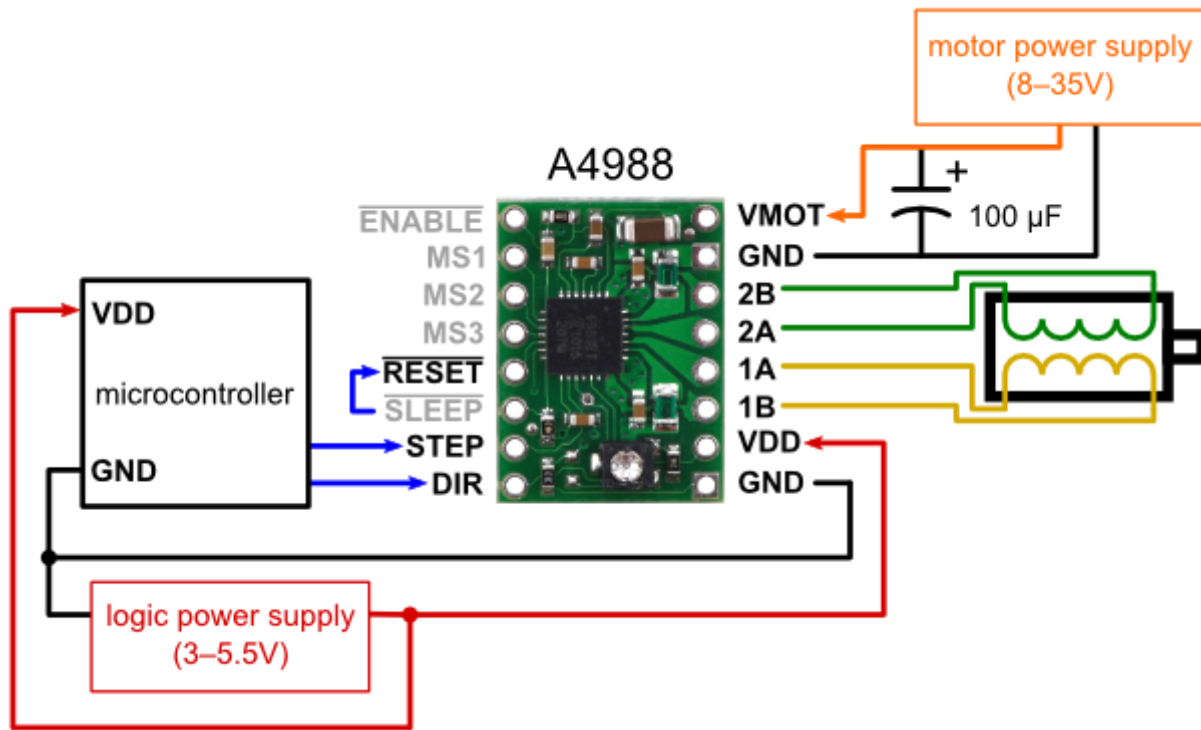 motor power supply
(8–35V)
A4988
ENABLE
MS1
MS2
MS3
RESET
SLEEP
STEP
DIR
VMOT
GND
2B
2A
1A
1B
VDD
GND
+
100 µF
VDD
microcontroller
GND
logic power supply
(3–5.5V)